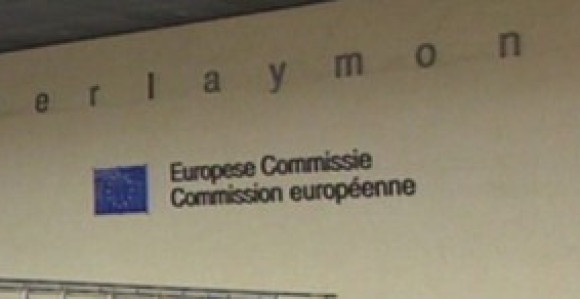 erlaymon
Europese Commissie
Commission européenne